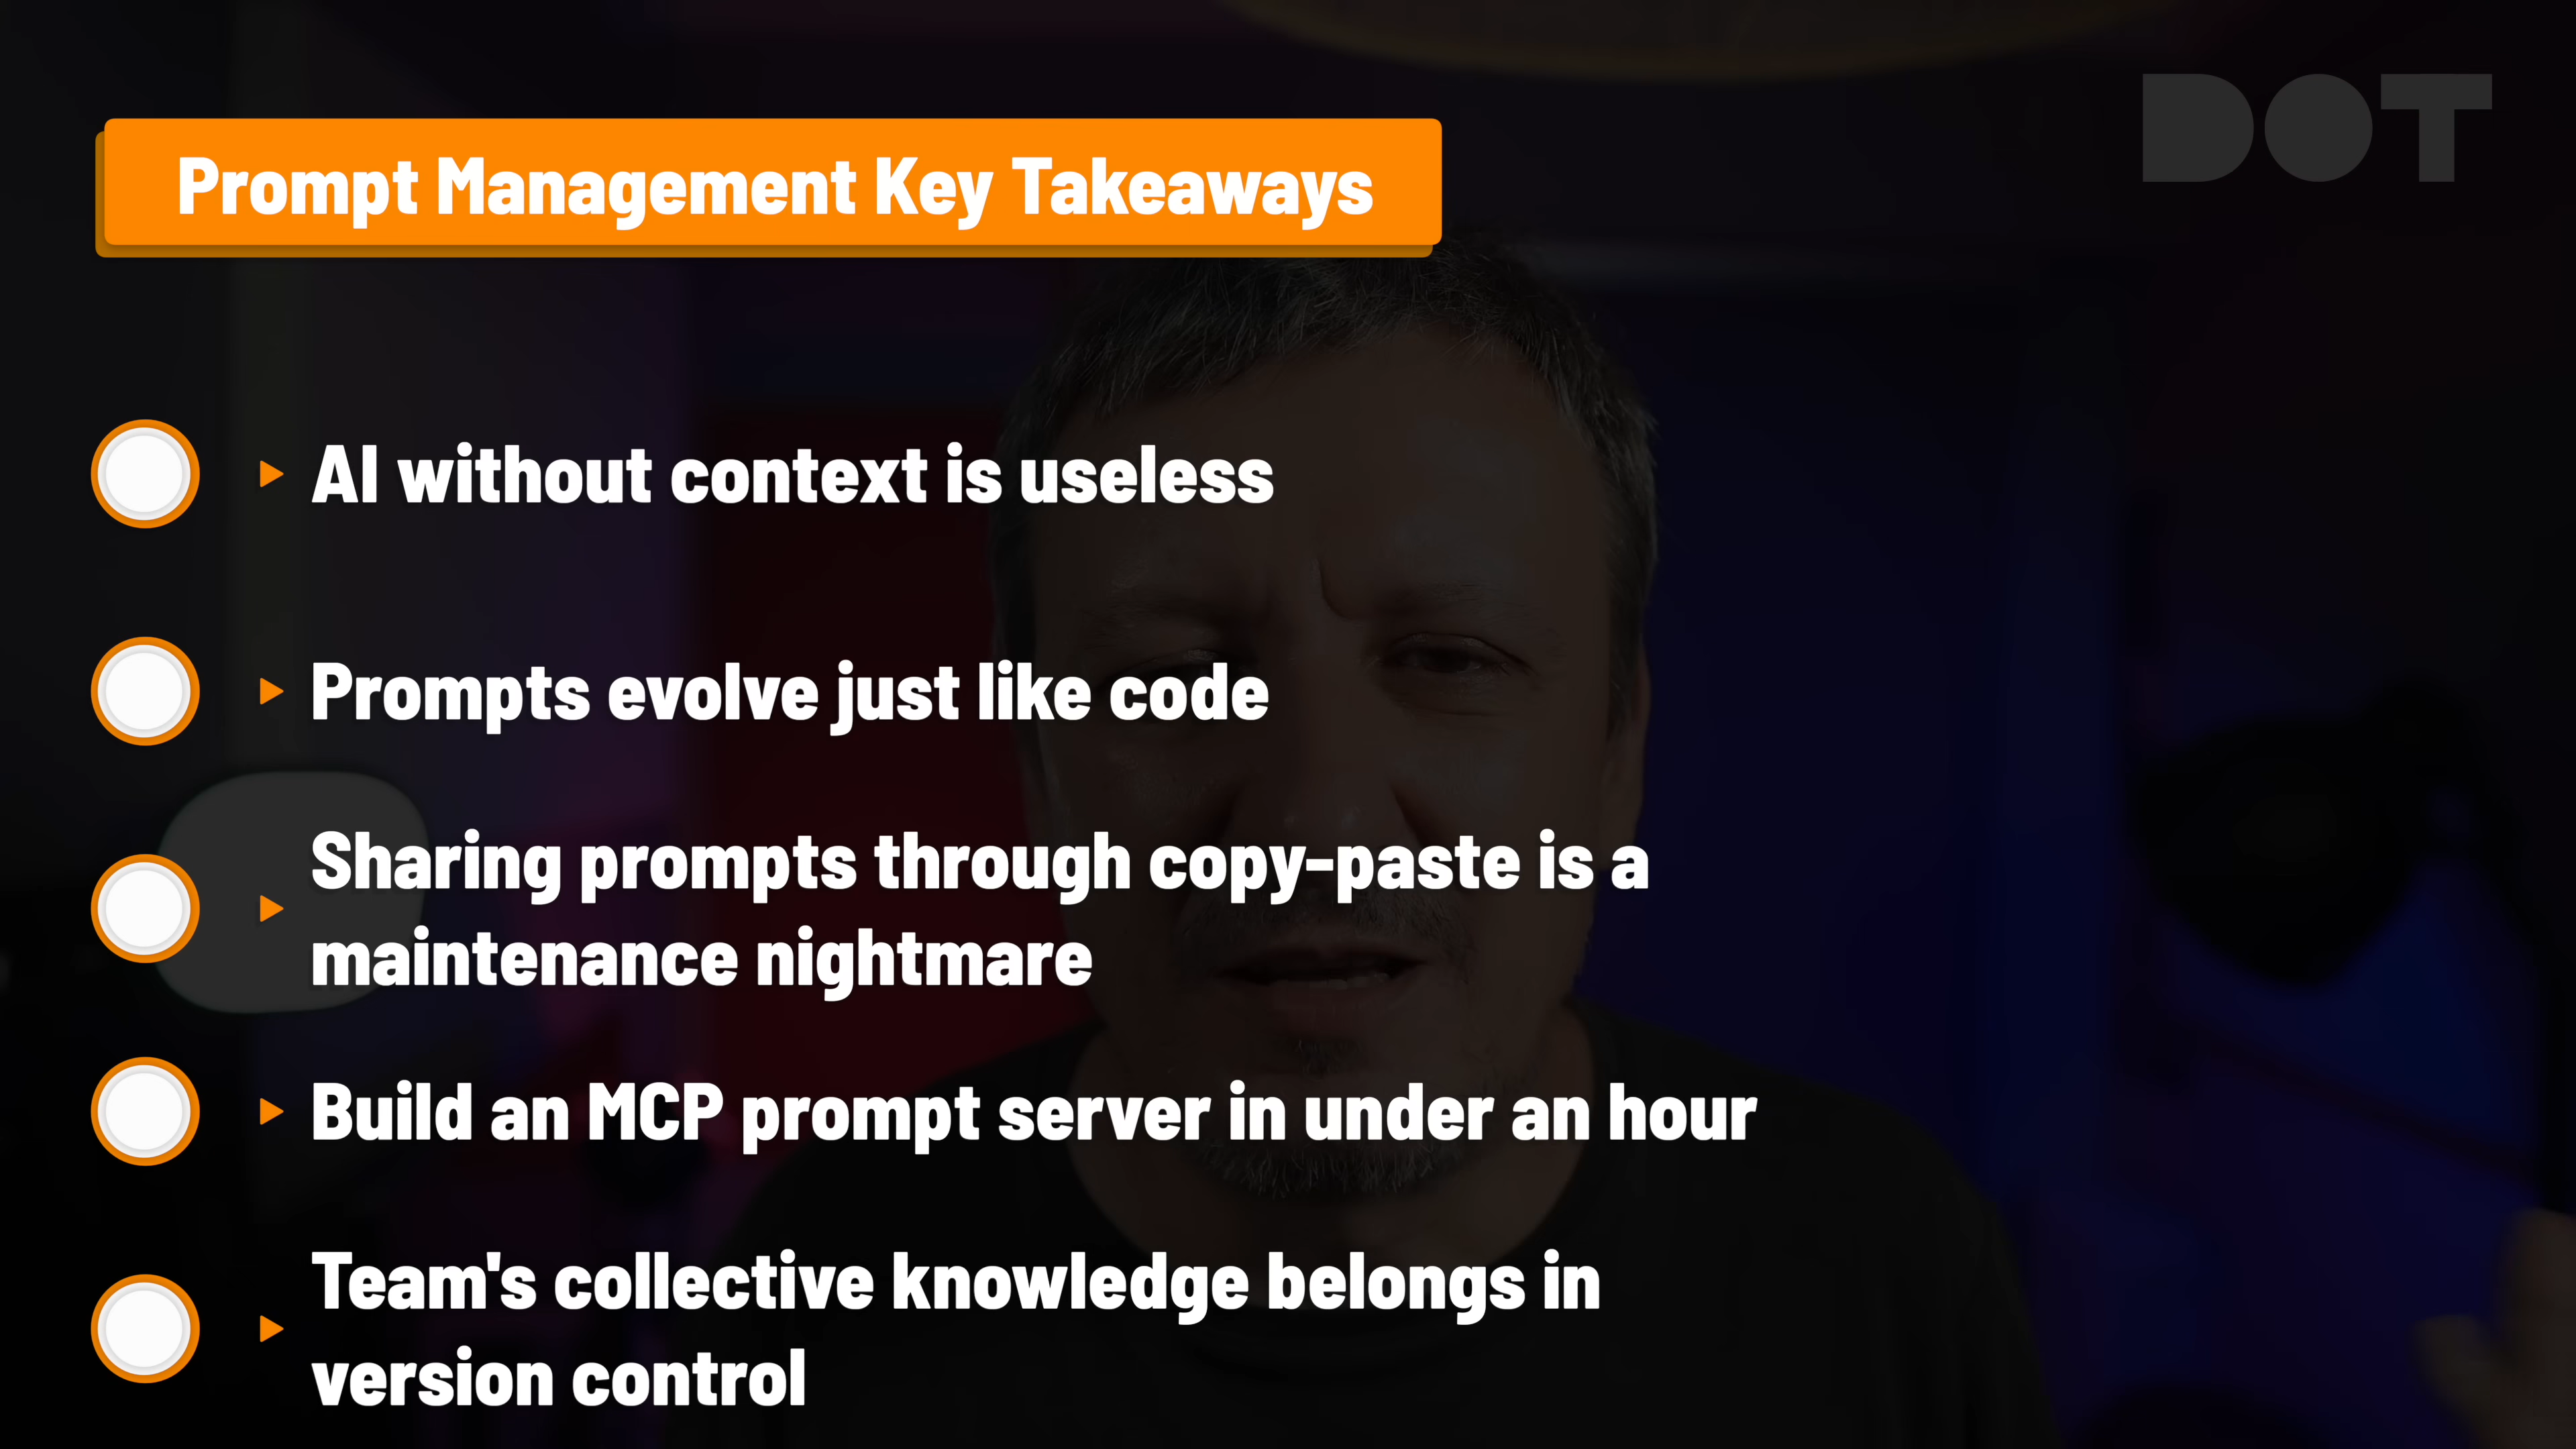 DOT
Prompt Management Key Takeaways
AI without context is useless
Prompts evolve just like code
Sharing prompts through copy-paste is a
maintenance nightmare
Build an MCP prompt server in under an hour
Team's collective knowledge belongs in
version control